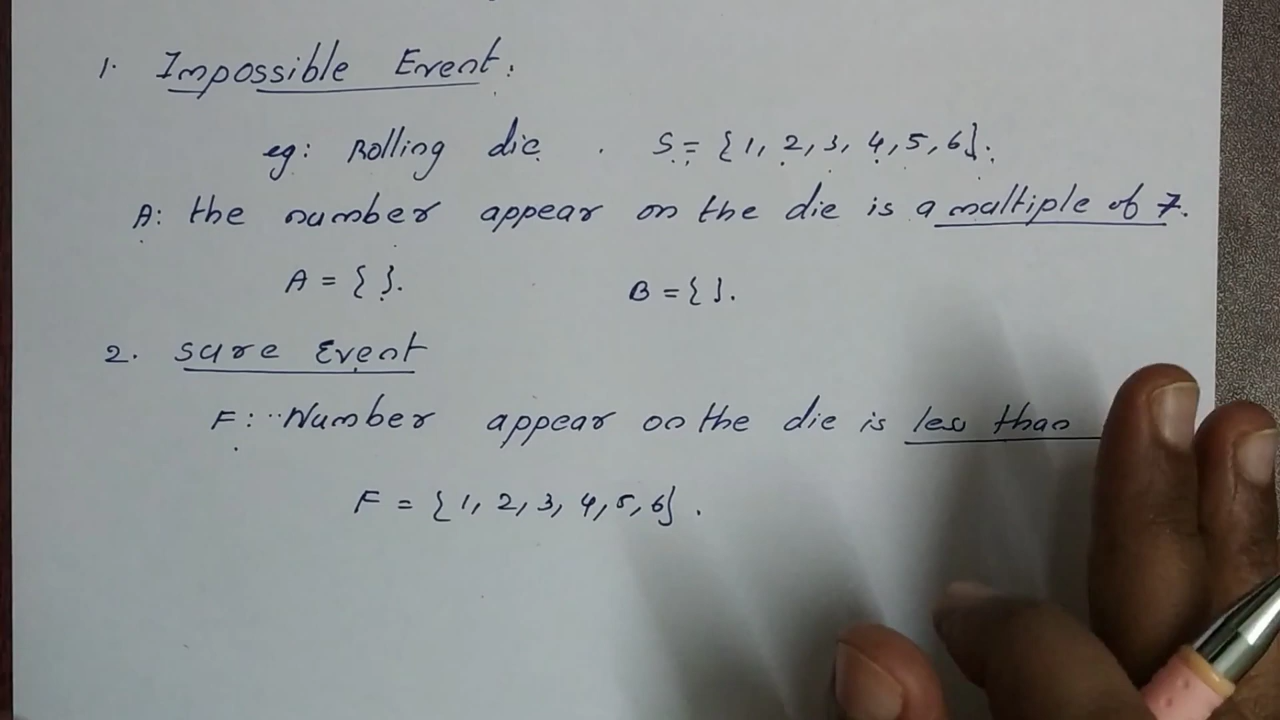 1. Impossible Event:
eg: Rolling die. S = {1, 2, 3, 4, 5, 6}.
A: the number appear on the die is a multiple of 7.
A = { }. B = { }.
2. Sure Event
F: Number appear on the die is less than
F = {1, 2, 3, 4, 5, 6}.